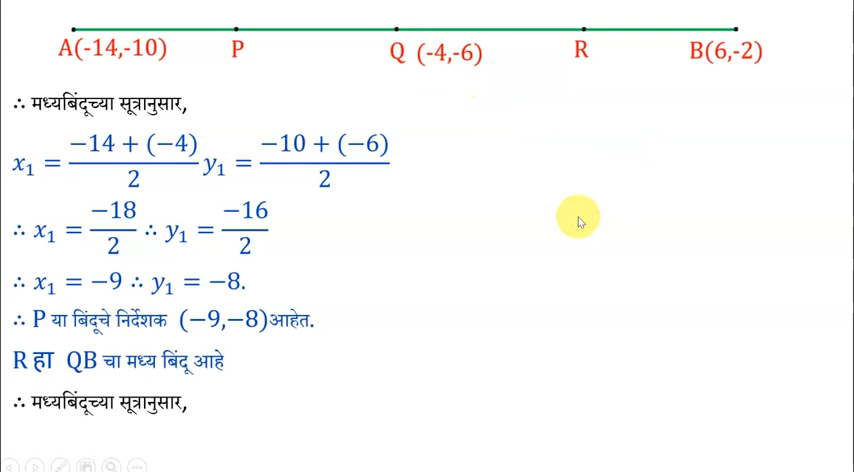 A(-14,-10) P Q (-4,-6) R B(6,-2)
∴ मध्यबिंदूच्या सूत्रानुसार,
x₁ = (−14 + (−4))/2 y₁ = (−10 + (−6))/2
∴ x₁ = −18/2 ∴ y₁ = −16/2
∴ x₁ = −9 ∴ y₁ = −8.
∴ P या बिंदूचे निर्देशक (−9,−8) आहेत.
R हा QB चा मध्य बिंदू आहे
∴ मध्यबिंदूच्या सूत्रानुसार,